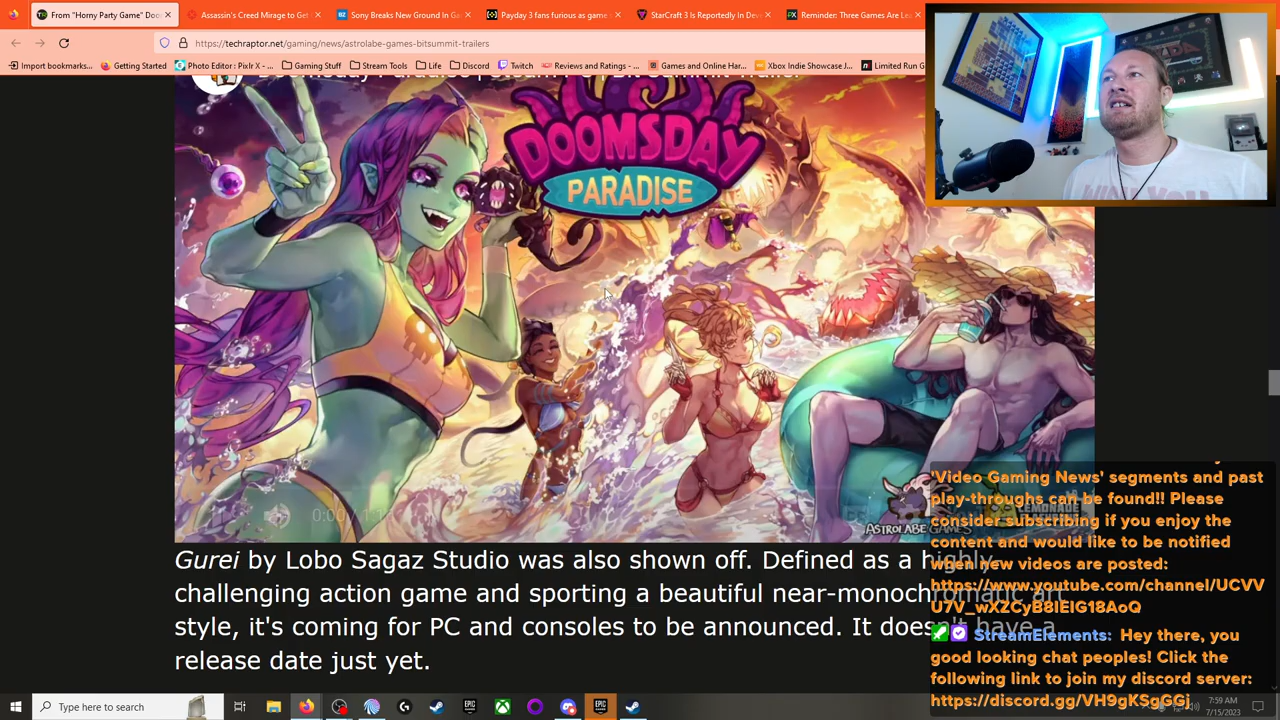 From "Horny Party Game" Doo
Assassin's Creed Mirage to Get
Sony Breaks New Ground In Ga
Payday 3 fans furious as game
StarCraft 3 Is Reportedly In Dev
Reminder: Three Games Are Lea
https://techraptor.net/gaming/news/astrolabe-games-bitsummit-trailers
Import bookmarks...
Getting Started
Photo Editor : Pixlr X - ...
Gaming Stuff
Stream Tools
Life
Discord
Twitch
Reviews and Ratings - ...
Games and Online Har...
Xbox Indie Showcase J...
Limited Run G
DOOMSDAY
PARADISE
ASTROLABE GAMES
LEMONADE
Gurei by Lobo Sagaz Studio was also shown off. Defined as a highly
challenging action game and sporting a beautiful near-monochromatic art
style, it's coming for PC and consoles to be announced. It doesn't have a
release date just yet.
'Video Gaming News' segments and past
play-throughs can be found!! Please
consider subscribing if you enjoy the
content and would like to be notified
when new videos are posted:
https://www.youtube.com/channel/UCVV
U7V_wXZCyB8IEIG18AoQ
StreamElements: Hey there, you
good looking chat peoples! Click the
following link to join my discord server:
https://discord.gg/VH9gKSgGGj
Type here to search
7:59 AM
7/15/2023